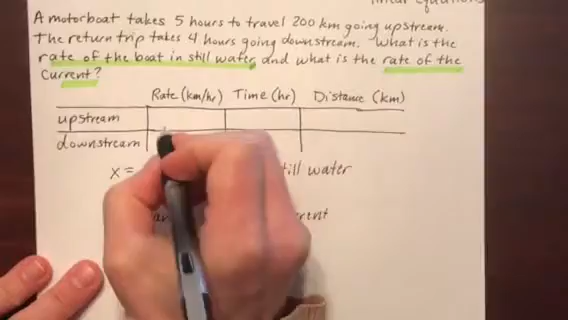 linear equations
A motorboat takes 5 hours to travel 200 km going upstream.
The return trip takes 4 hours going downstream. What is the
rate of the boat in still water, and what is the rate of the
current?
Rate (km/hr) Time (hr) Distance (km)
upstream
downstream
x = water